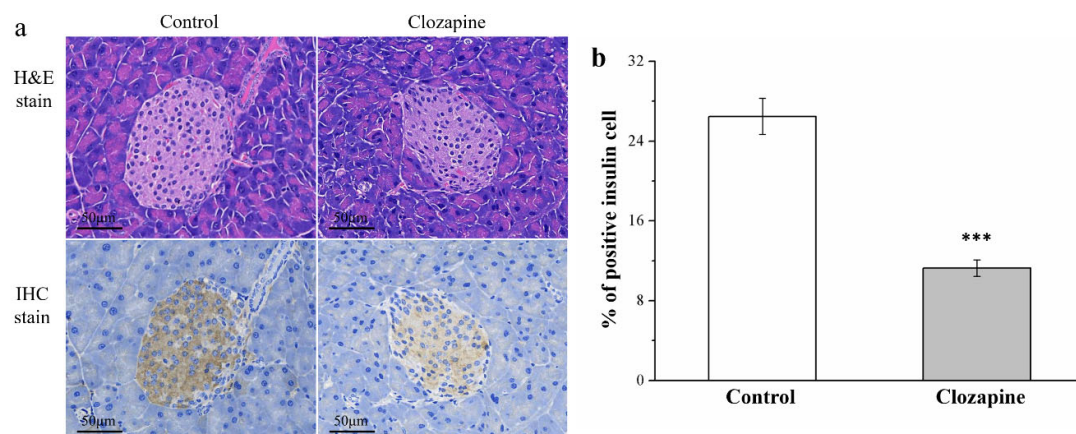 a
Control
Clozapine
H&E
stain
50μm
50μm
IHC
stain
50μm
50μm
b
% of positive insulin cell
32
24
16
8
0
***
Control
Clozapine